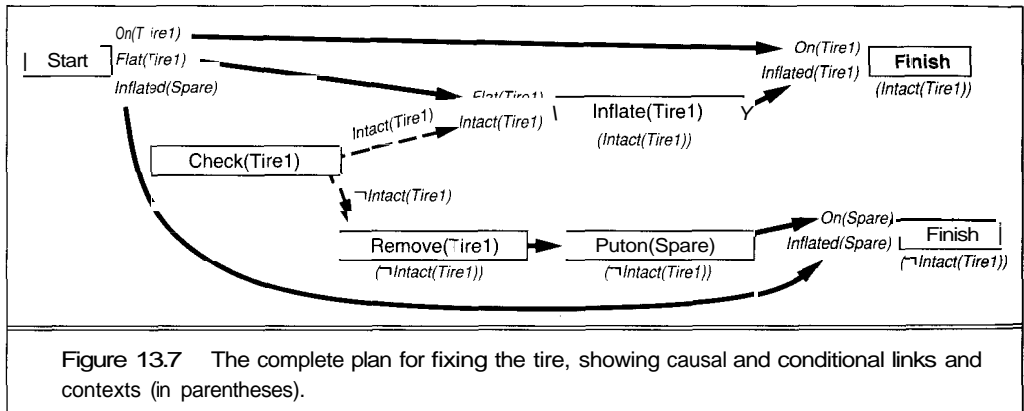 On(Tire1)
Start
Flat(Tire1)
Inflated(Spare)
On(Tire1)
Inflated(Tire1)
Finish
(Intact(Tire1))
Flat(Tire1)
Intact(Tire1)
Intact(Tire1)
Inflate(Tire1)
(Intact(Tire1))
Check(Tire1)
¬Intact(Tire1)
Remove(Tire1)
(¬Intact(Tire1))
Puton(Spare)
(¬Intact(Tire1))
On(Spare)
Inflated(Spare)
Finish
(¬Intact(Tire1))
Figure 13.7 The complete plan for fixing the tire, showing causal and conditional links and
contexts (in parentheses).